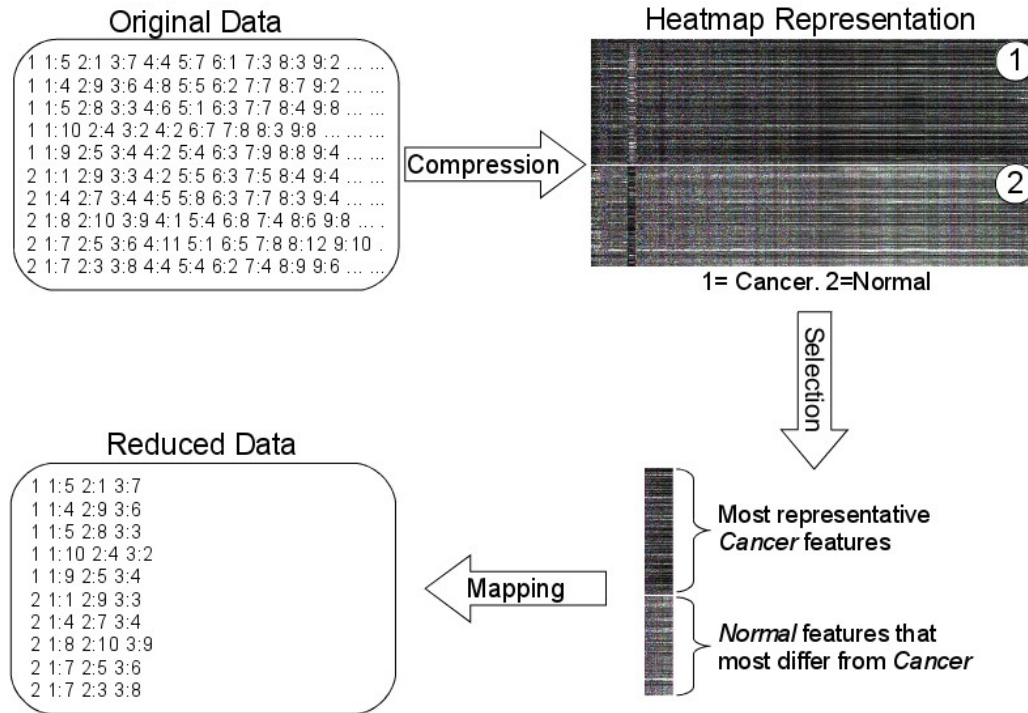 Original Data
1 1:5 2:1 3:7 4:4 5:7 6:1 7:3 8:3 9:2 ... ...
1 1:4 2:9 3:6 4:8 5:5 6:2 7:7 8:7 9:2 ... ...
1 1:5 2:8 3:3 4:6 5:1 6:3 7:7 8:4 9:8 ... ...
1 1:10 2:4 3:2 4:2 6:7 7:8 8:3 9:8 ... ... ...
1 1:9 2:5 3:4 4:2 5:4 6:3 7:9 8:8 9:4 ... ...
2 1:1 2:9 3:3 4:2 5:5 6:3 7:5 8:4 9:4 ... ...
2 1:4 2:7 3:4 4:5 5:8 6:3 7:7 8:3 9:4 ... ...
2 1:8 2:10 3:9 4:1 5:4 6:8 7:4 8:6 9:8 ... .
2 1:7 2:5 3:6 4:11 5:1 6:5 7:8 8:12 9:10 .
2 1:7 2:3 3:8 4:4 5:4 6:2 7:4 8:9 9:6 ... ...
Compression
Heatmap Representation
1
2
1= Cancer. 2=Normal
Selection
Most representative
Cancer features
Normal features that
most differ from Cancer
Mapping
Reduced Data
1 1:5 2:1 3:7
1 1:4 2:9 3:6
1 1:5 2:8 3:3
1 1:10 2:4 3:2
1 1:9 2:5 3:4
2 1:1 2:9 3:3
2 1:4 2:7 3:4
2 1:8 2:10 3:9
2 1:7 2:5 3:6
2 1:7 2:3 3:8